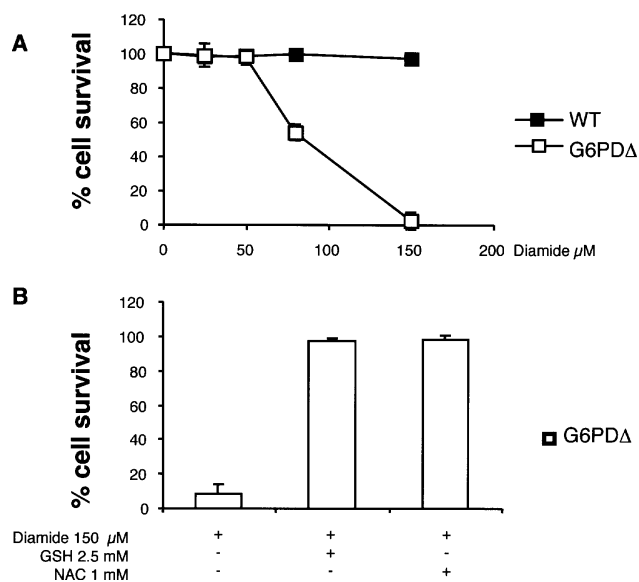 A
% cell survival
120
100
80
60
40
20
0
0 50 100 150 200 Diamide µM
WT
G6PDΔ
B
% cell survival
120
100
80
60
40
20
0
G6PDΔ
Diamide 150 µM + + +
GSH 2.5 mM - + -
NAC 1 mM - - +